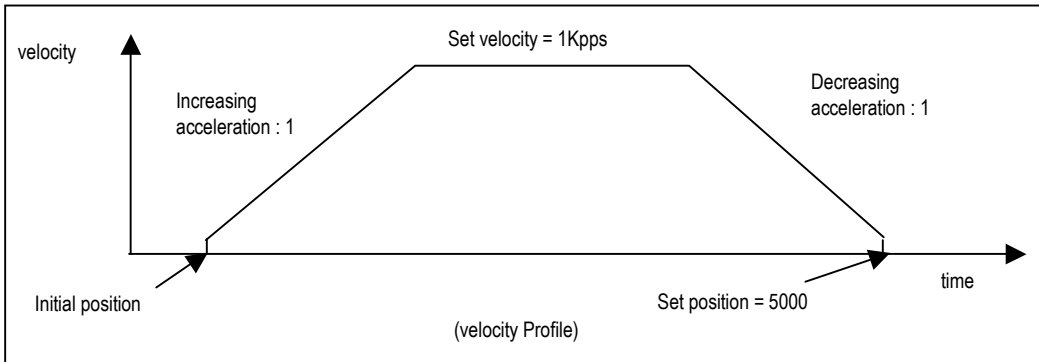 Set velocity = 1Kpps
velocity
Increasing
acceleration : 1
Decreasing
acceleration : 1
Initial position
Set position = 5000
time
(velocity Profile)